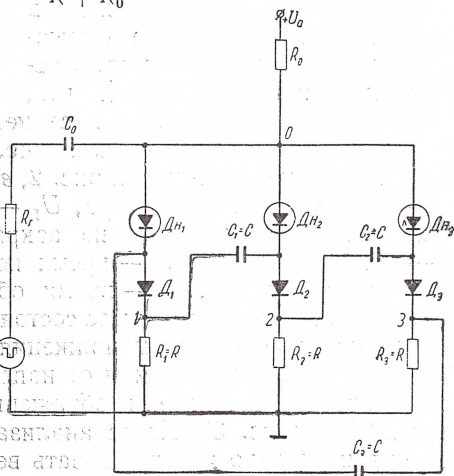 +Uа
R₀
0
C₀
Rг
Дн₁
C₁=C
Дн₂
C₂=C
Дн₃
Д₁
Д₂
Д₃
1
2
3
R₁=R
R₂=R
R₃=R
C₃=C